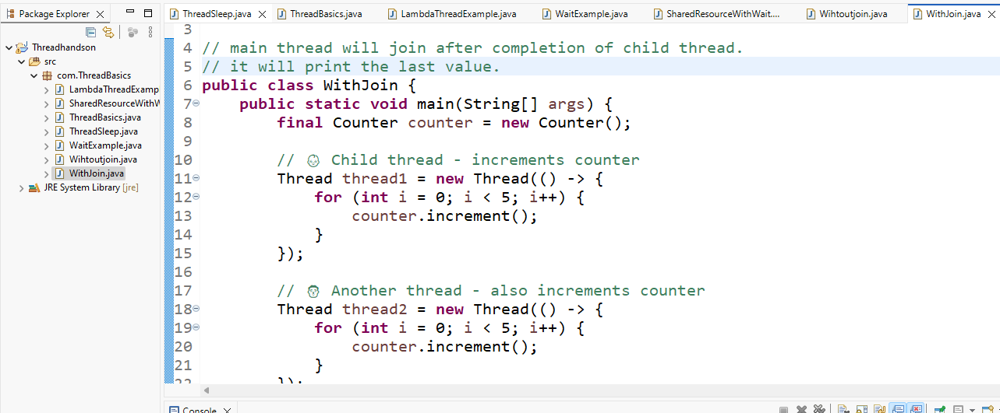 Package Explorer
Threadhandson
src
com.ThreadBasics
LambdaThreadExamp
SharedResourceWithW
ThreadBasics.java
ThreadSleep.java
WaitExample.java
Wihtoutjoin.java
WithJoin.java
JRE System Library [jre]
ThreadSleep.java ThreadBasics.java LambdaThreadExample.java WaitExample.java SharedResourceWithWait.... Wihtoutjoin.java WithJoin.java
3
4 // main thread will join after completion of child thread.
5 // it will print the last value.
6 public class WithJoin {
7 public static void main(String[] args) {
8 final Counter counter = new Counter();
9
10 // 👶 Child thread - increments counter
11 Thread thread1 = new Thread(() -> {
12 for (int i = 0; i < 5; i++) {
13 counter.increment();
14 }
15 });
16
17 // 👨 Another thread - also increments counter
18 Thread thread2 = new Thread(() -> {
19 for (int i = 0; i < 5; i++) {
20 counter.increment();
21 }
22 });
Console